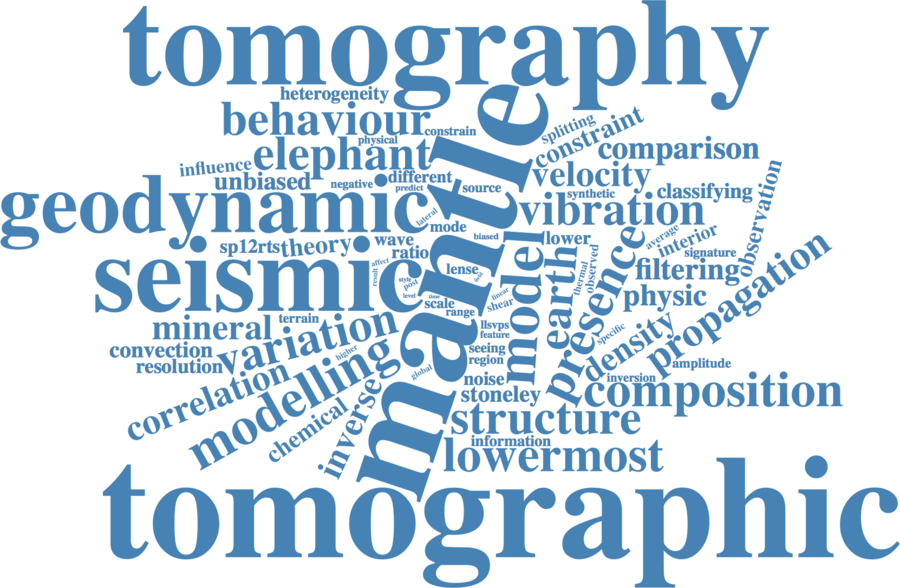 tomography
heterogeneity
behaviour
constrain
physical
splitting
constraint
elephant
comparison
influence
unbiased
negative
different
predict
source
velocity
synthetic
classifying
geodynamic
mantle
vibration
observation
lateral
mode
biased
lower
average
interior
signature
sp12rts
theory
wave
ratio
seismic
affect
result
style
post
level
time
lense
scale
range
linear
shear
model
earth
thermal
observed
presence
filtering
physic
propagation
mineral
terrain
variation
convection
resolution
higher
correlation
modelling
chemical
inverse
global
llsvps
feature
seeing
region
noise
stoneley
specific
density
inversion
amplitude
composition
structure
information
lowermost
tomographic